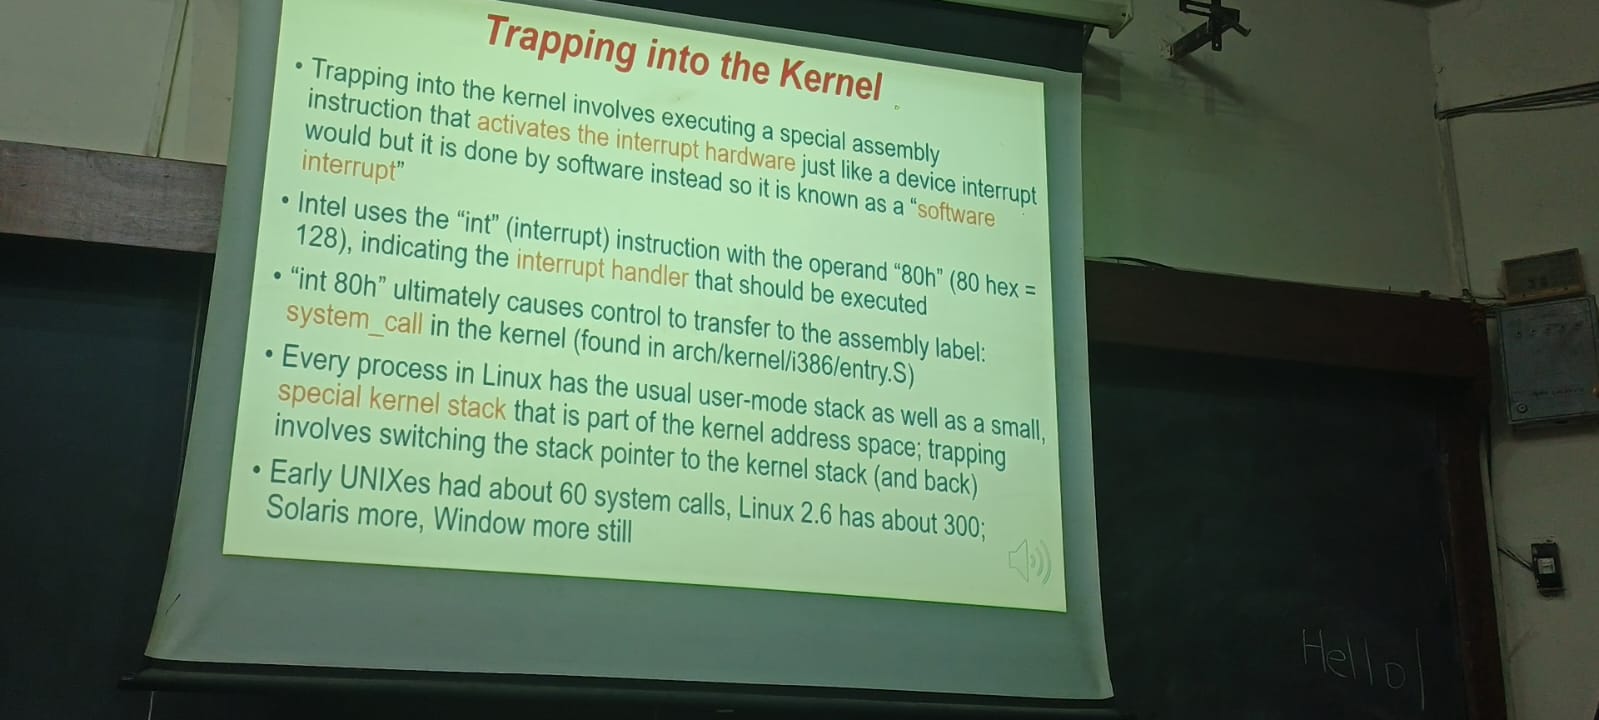 Trapping into the Kernel
• Trapping into the kernel involves executing a special assembly
instruction that activates the interrupt hardware just like a device interrupt
would but it is done by software instead so it is known as a “software
interrupt”
• Intel uses the “int” (interrupt) instruction with the operand “80h” (80 hex =
128), indicating the interrupt handler that should be executed
• “int 80h” ultimately causes control to transfer to the assembly label:
system_call in the kernel (found in arch/kernel/i386/entry.S)
• Every process in Linux has the usual user-mode stack as well as a small,
special kernel stack that is part of the kernel address space; trapping
involves switching the stack pointer to the kernel stack (and back)
• Early UNIXes had about 60 system calls, Linux 2.6 has about 300;
Solaris more, Window more still
Hello